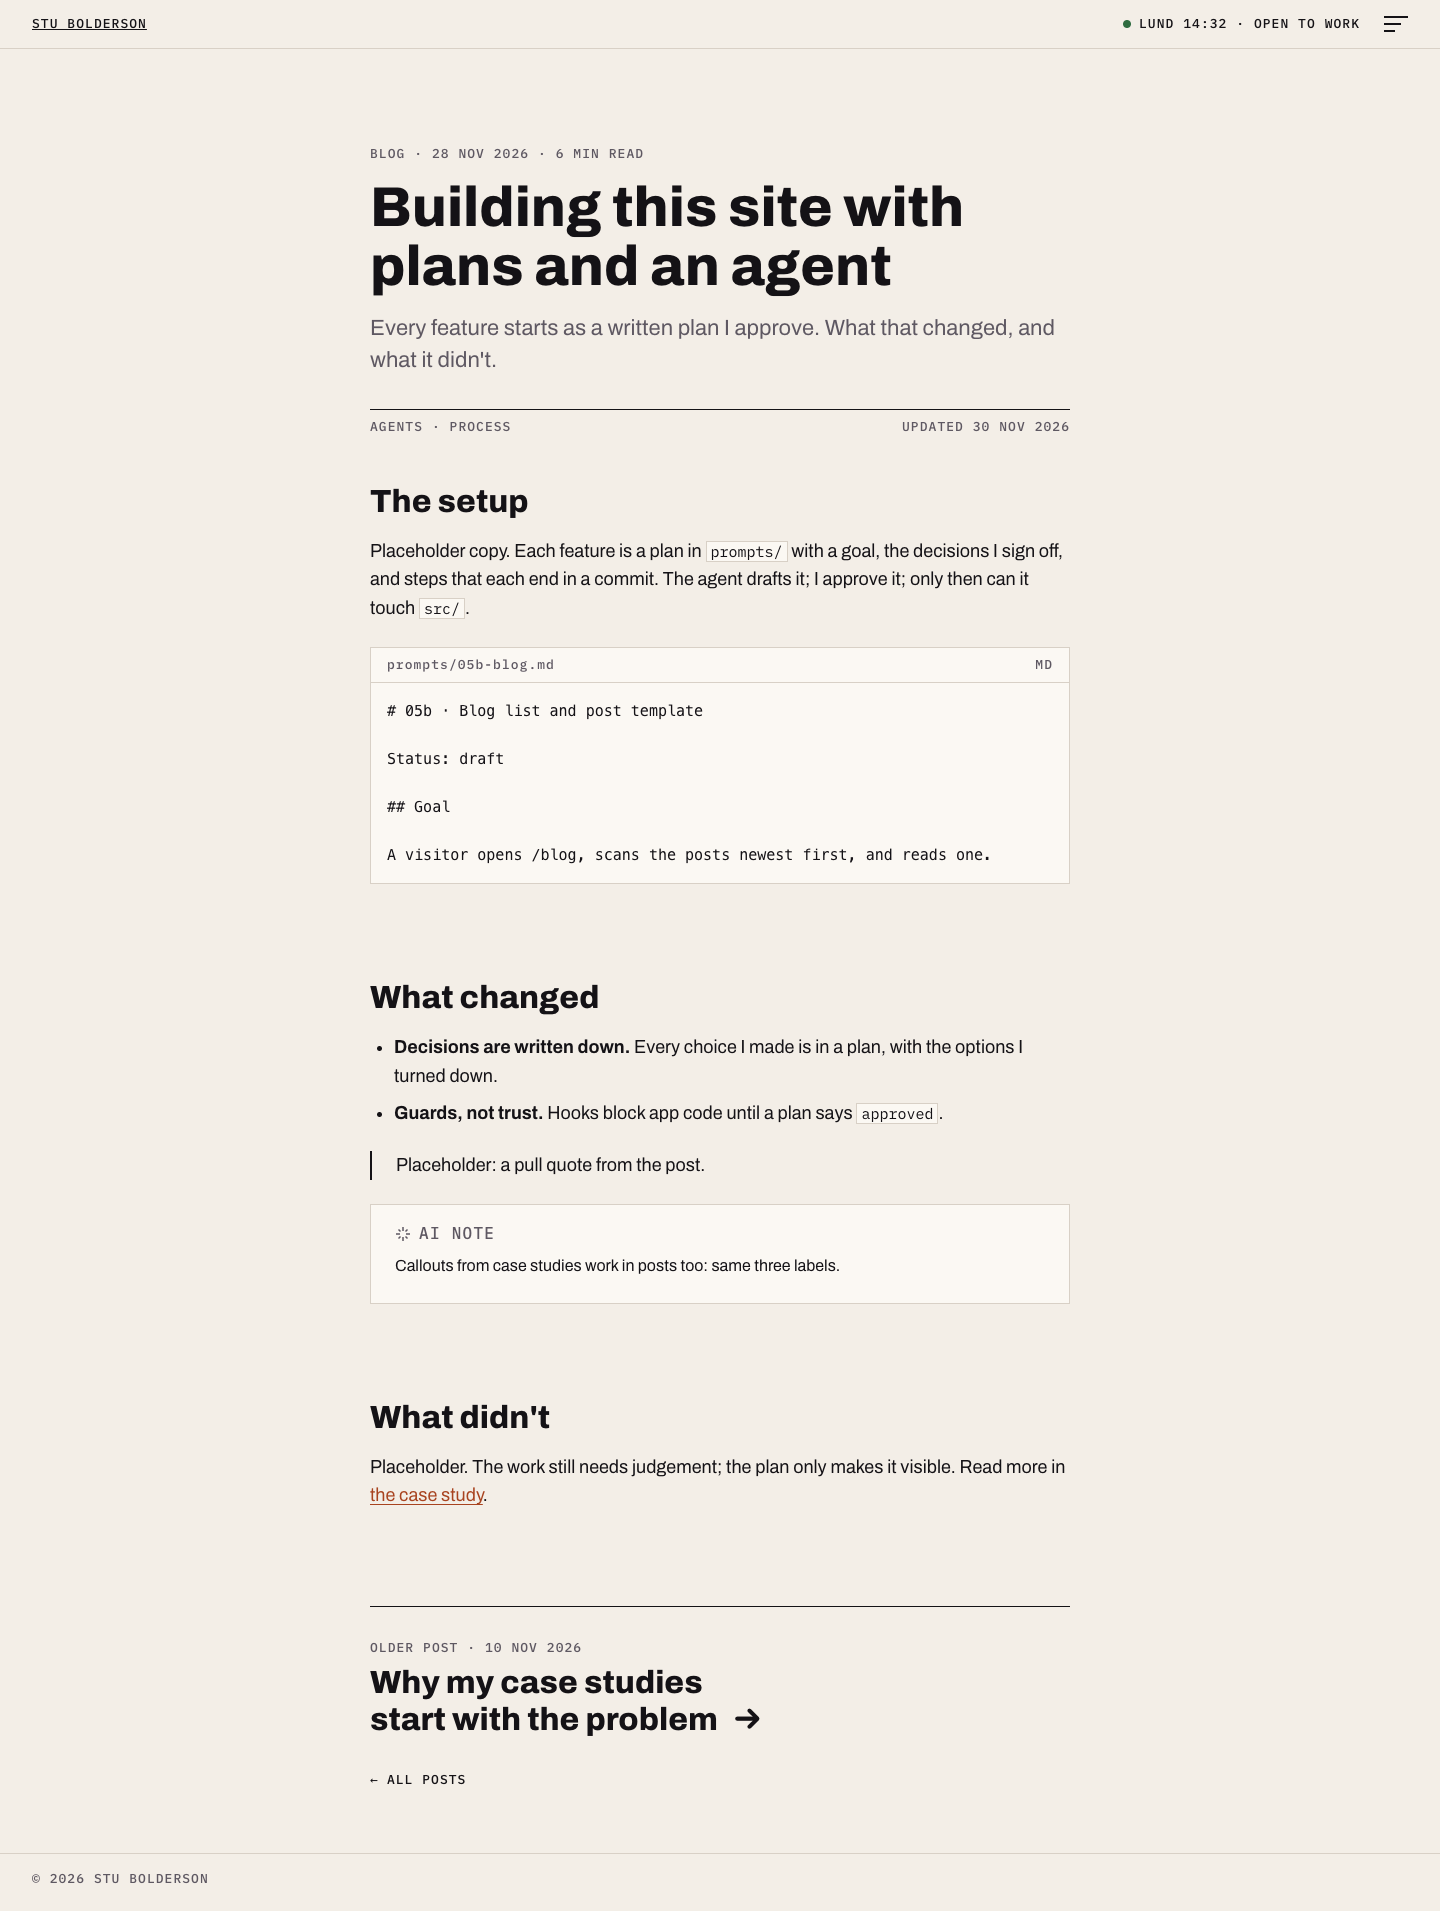 STU BOLDERSON
LUND 14:32 · OPEN TO WORK
BLOG · 28 NOV 2026 · 6 MIN READ
Building this site with
plans and an agent
Every feature starts as a written plan I approve. What that changed, and
what it didn't.
AGENTS · PROCESS
UPDATED 30 NOV 2026
The setup
Placeholder copy. Each feature is a plan in prompts/ with a goal, the decisions I sign off,
and steps that each end in a commit. The agent drafts it; I approve it; only then can it
touch src/.
prompts/05b-blog.md
MD
# 05b · Blog list and post template
Status: draft
## Goal
A visitor opens /blog, scans the posts newest first, and reads one.
What changed
• Decisions are written down. Every choice I made is in a plan, with the options I
turned down.
• Guards, not trust. Hooks block app code until a plan says approved.
Placeholder: a pull quote from the post.
AI NOTE
Callouts from case studies work in posts too: same three labels.
What didn't
Placeholder. The work still needs judgement; the plan only makes it visible. Read more in
the case study.
OLDER POST · 10 NOV 2026
Why my case studies
start with the problem →
← ALL POSTS
© 2026 STU BOLDERSON